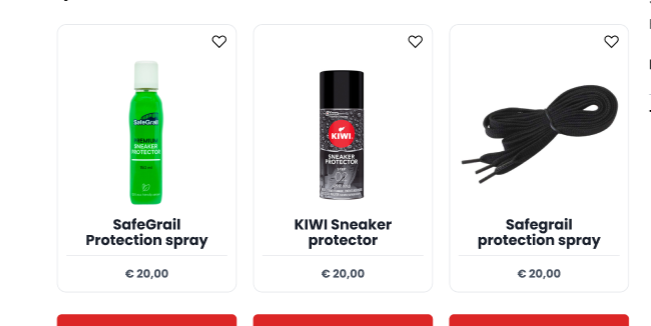 SafeGrail
SNEAKER
PROTECTOR
KIWI
SNEAKER
PROTECTOR
SafeGrail
Protection spray
KIWI Sneaker
protector
Safegrail
protection spray
€ 20,00
€ 20,00
€ 20,00